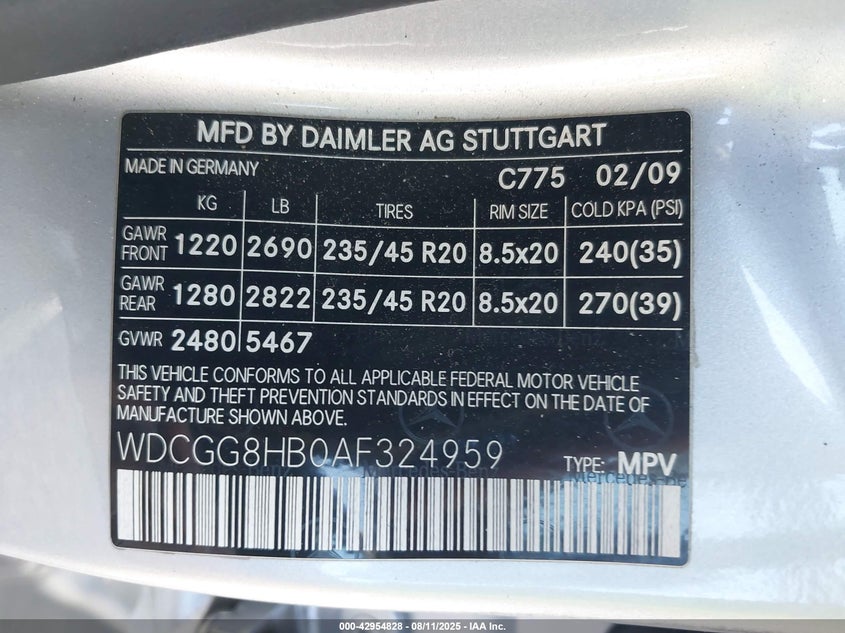 MFD BY DAIMLER AG STUTTGART
MADE IN GERMANY C775 02/09
KG LB TIRES RIM SIZE COLD KPA (PSI)
GAWR FRONT 1220 2690 235/45 R20 8.5x20 240(35)
GAWR REAR 1280 2822 235/45 R20 8.5x20 270(39)
GVWR 2480 5467
THIS VEHICLE CONFORMS TO ALL APPLICABLE FEDERAL MOTOR VEHICLE
SAFETY AND THEFT PREVENTION STANDARDS IN EFFECT ON THE DATE OF
MANUFACTURE SHOWN ABOVE.
WDCGG8HB0AF324959 TYPE: MPV
Mercedes-Be
000-42954828 - 08/11/2025 - IAA Inc.